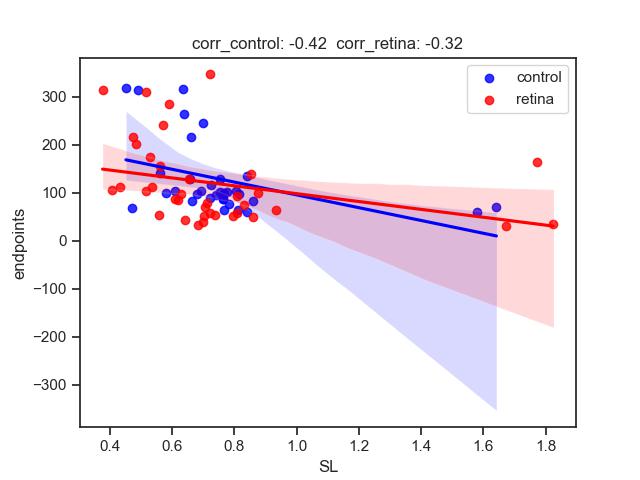 corr_control: -0.42  corr_retina: -0.32
control
retina
300
200
100
0
−100
−200
−300
endpoints
0.4 0.6 0.8 1.0 1.2 1.4 1.6 1.8
SL